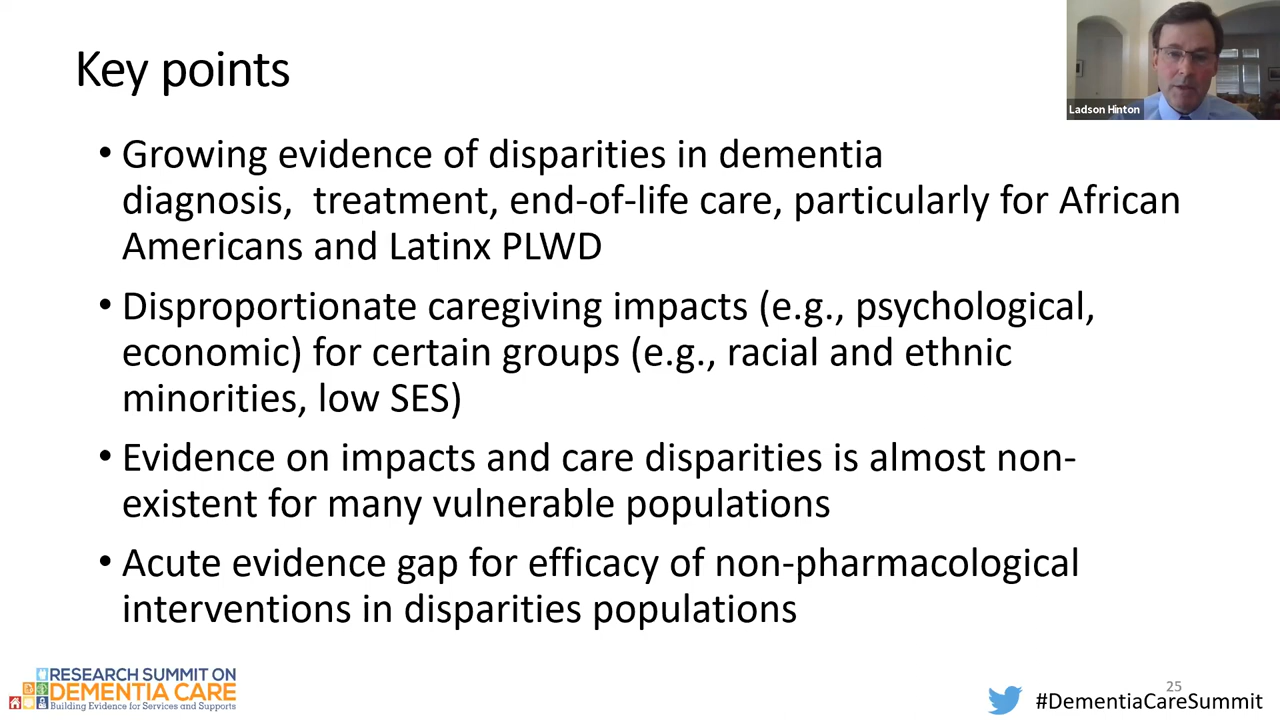 Key points
Ladson Hinton
• Growing evidence of disparities in dementia
diagnosis,  treatment, end-of-life care, particularly for African
Americans and Latinx PLWD
• Disproportionate caregiving impacts (e.g., psychological,
economic) for certain groups (e.g., racial and ethnic
minorities, low SES)
• Evidence on impacts and care disparities is almost non-
existent for many vulnerable populations
• Acute evidence gap for efficacy of non-pharmacological
interventions in disparities populations
RESEARCH SUMMIT ON
DEMENTIA CARE
Building Evidence for Services and Supports
25
#DementiaCareSummit